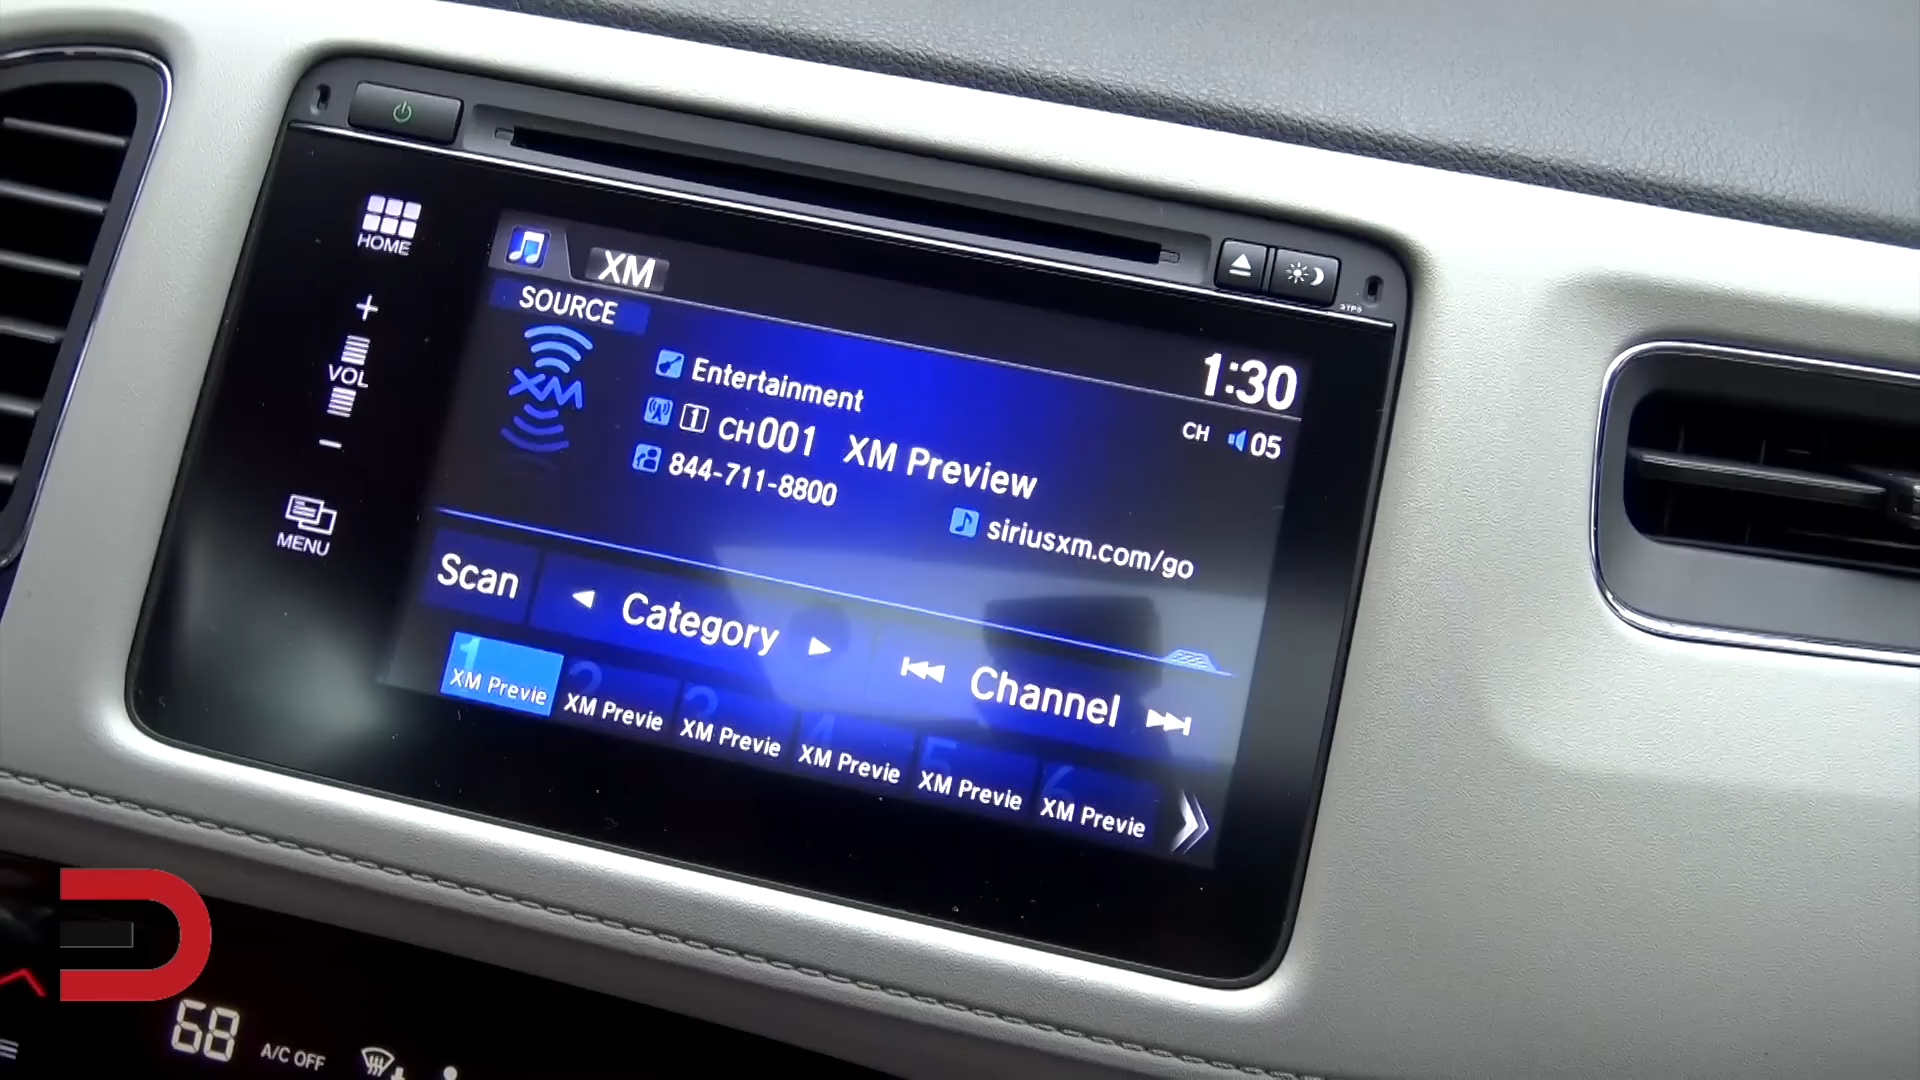 HOME
+
VOL
−
MENU
XM
SOURCE
1:30
Entertainment
1 CH001 XM Preview
CH 05
844-711-8800
siriusxm.com/go
Scan
Category
Channel
1 XM Previe
2 XM Previe
3 XM Previe
4 XM Previe
5 XM Previe
6 XM Previe
68
A/C OFF